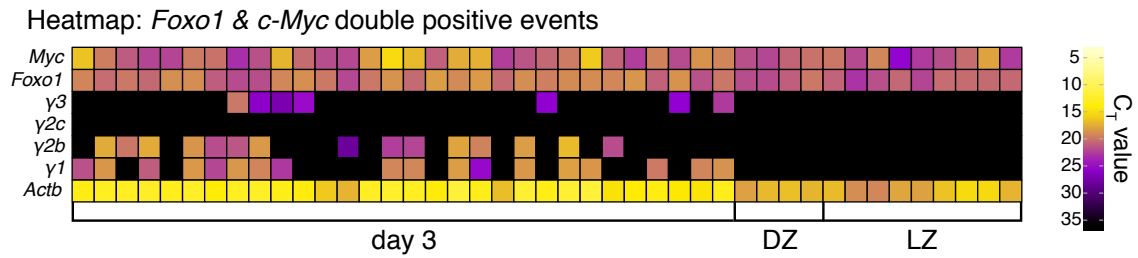 Heatmap: Foxo1 & c-Myc double positive events
Myc
Foxo1
γ3
γ2c
γ2b
γ1
Actb
day 3
DZ
LZ
5
10
15
20
25
30
35
C_T value